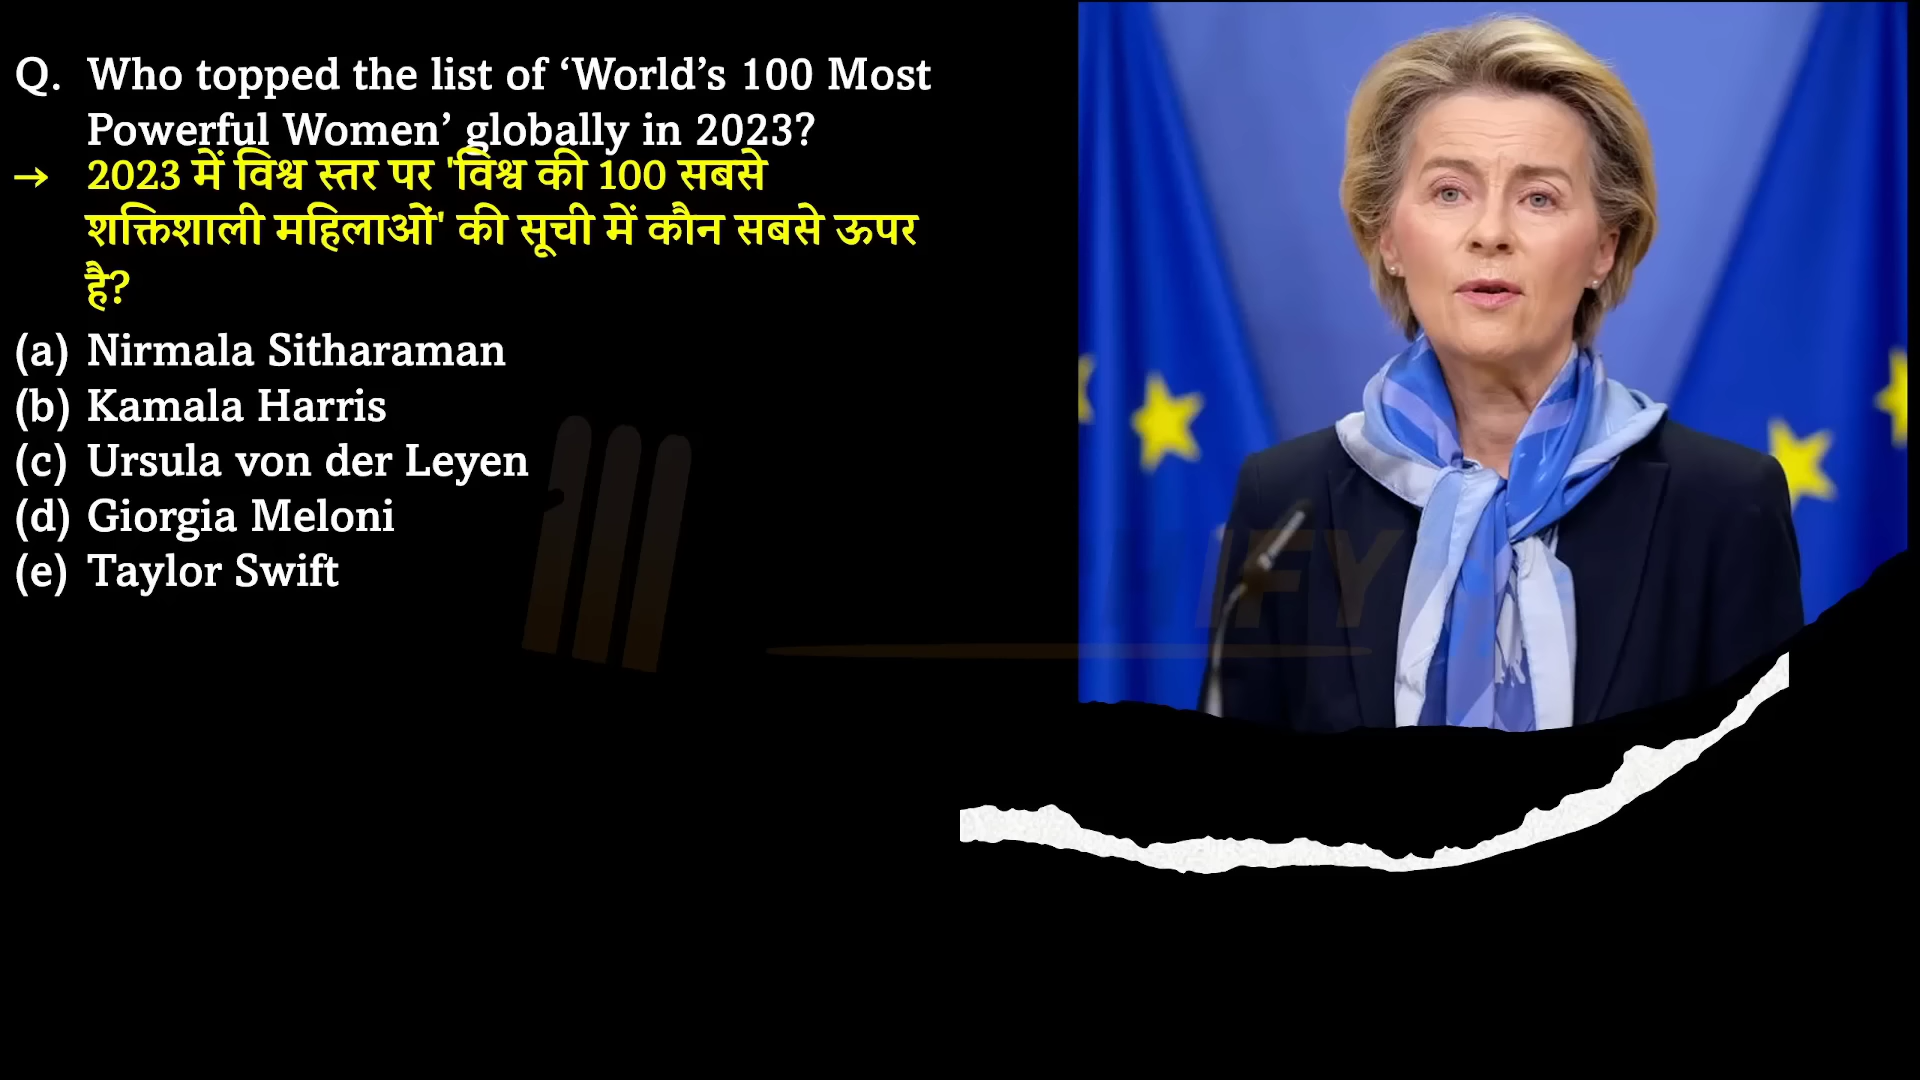 Q. Who topped the list of ‘World’s 100 Most
Powerful Women’ globally in 2023?
→ 2023 में विश्व स्तर पर 'विश्व की 100 सबसे
शक्तिशाली महिलाओं' की सूची में कौन सबसे ऊपर
है?
(a) Nirmala Sitharaman
(b) Kamala Harris
(c) Ursula von der Leyen
(d) Giorgia Meloni
(e) Taylor Swift
IFY